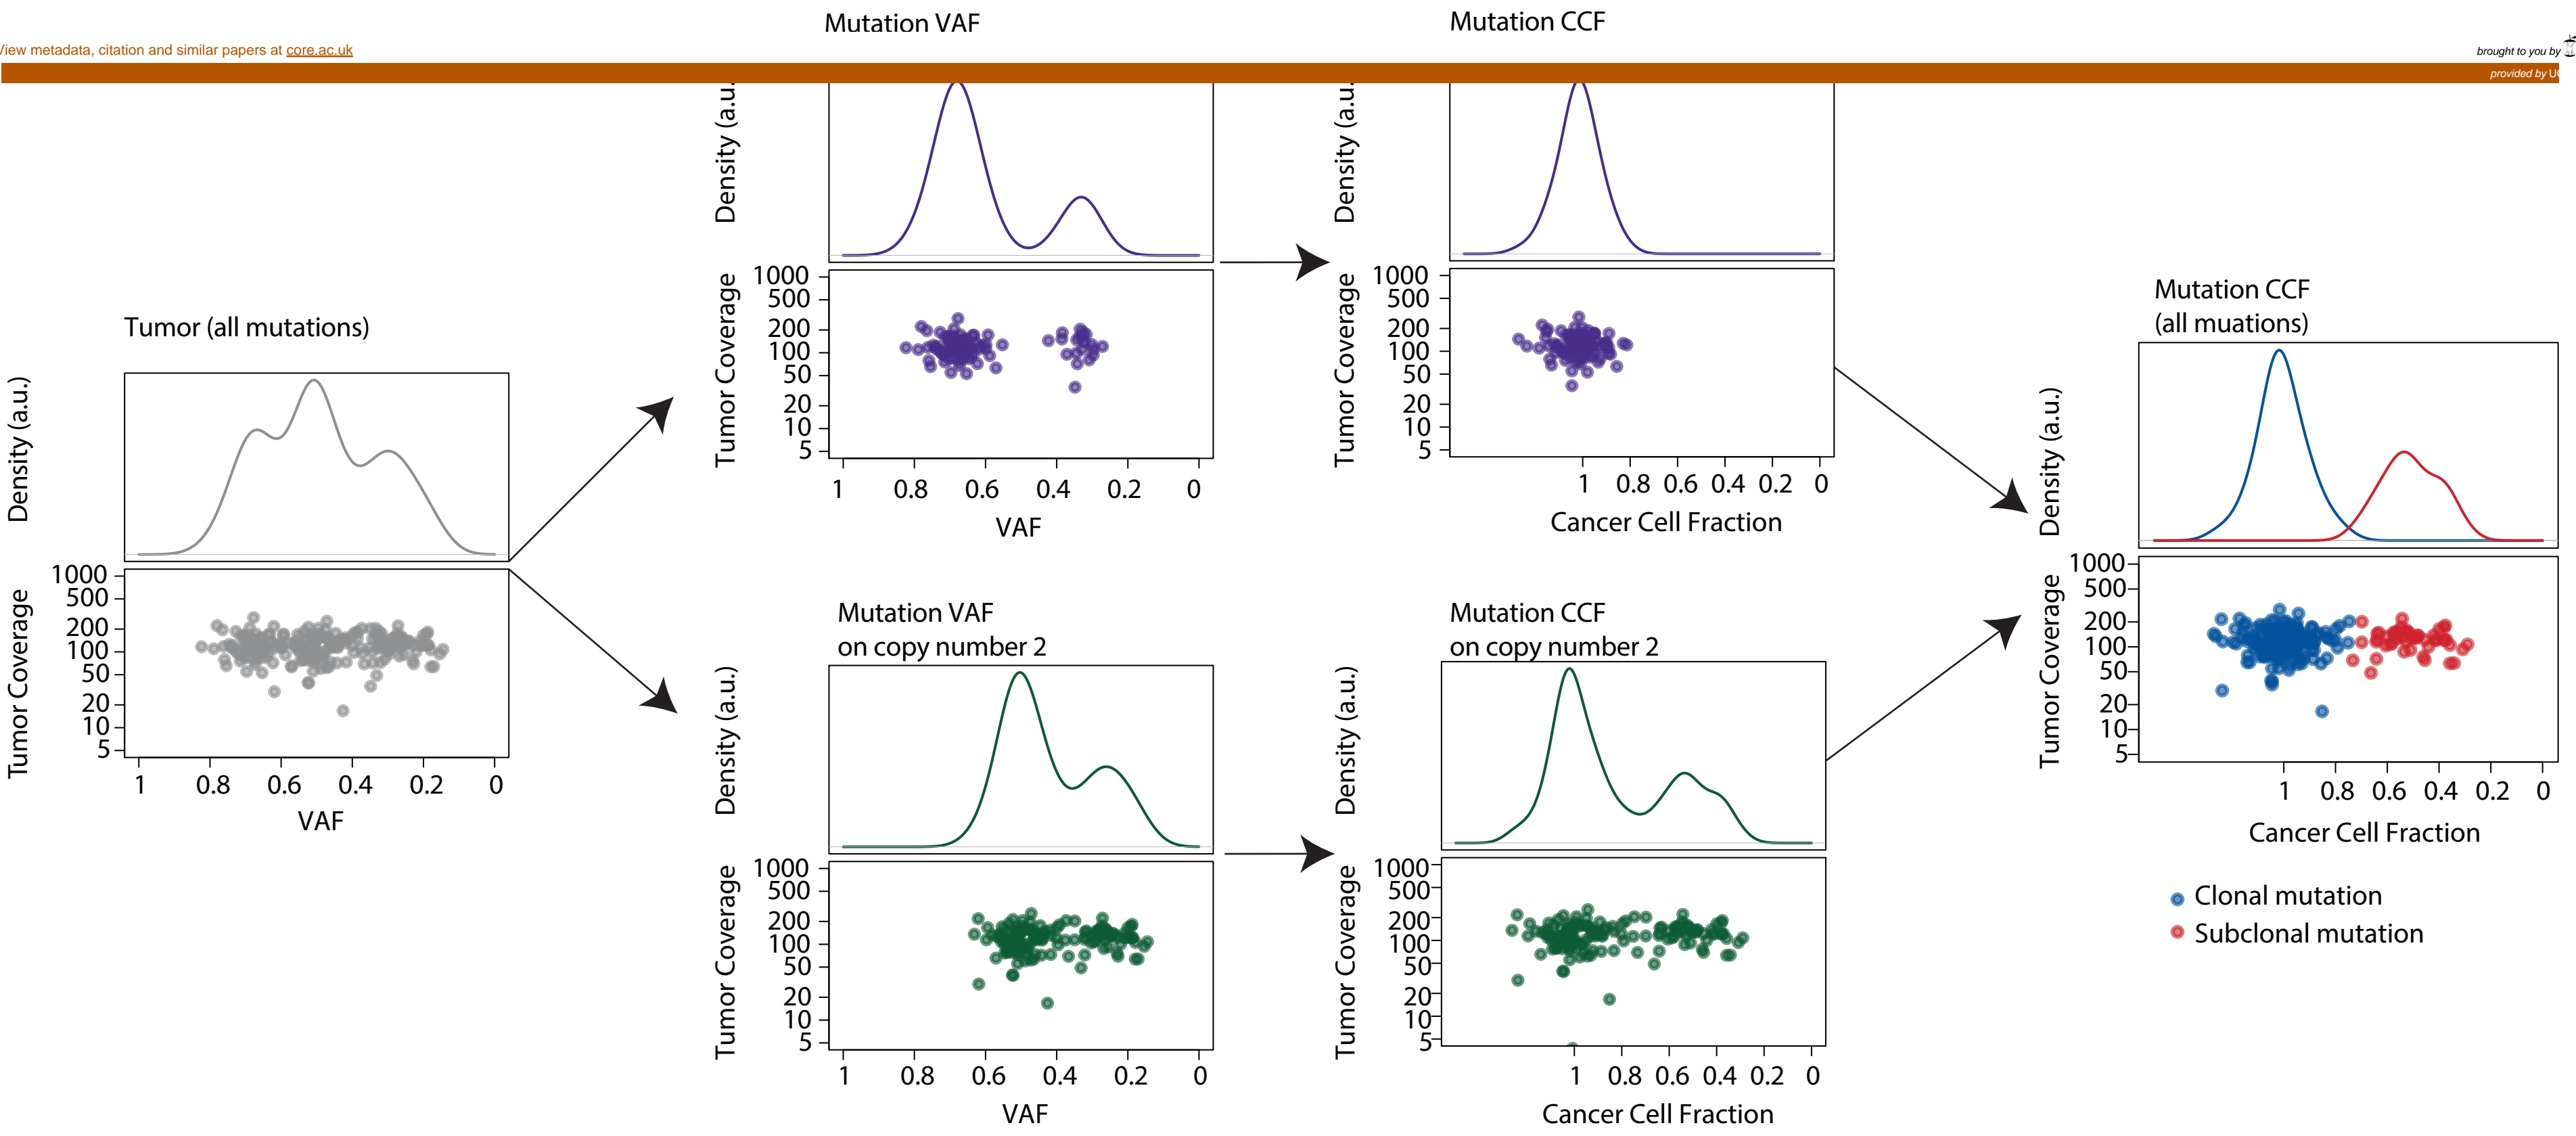 View metadata, citation and similar papers at core.ac.uk
brought to you by
provided by
Mutation VAF
Mutation CCF
Density (a.u.
1000
500
200
100
50
20
10
5
Tumor Coverage
1 0.8 0.6 0.4 0.2 0
VAF
Density (a.u.
1000
500
200
100
50
20
10
5
Tumor Coverage
1 0.8 0.6 0.4 0.2 0
Cancer Cell Fraction
Tumor (all mutations)
Density (a.u.)
1000
500
200
100
50
20
10
5
Tumor Coverage
1 0.8 0.6 0.4 0.2 0
VAF
Mutation VAF
on copy number 2
Density (a.u.)
1000
500
200
100
50
20
10
5
Tumor Coverage
1 0.8 0.6 0.4 0.2 0
VAF
Mutation CCF
on copy number 2
Density (a.u.)
1000
500
200
100
50
20
10
5
Tumor Coverage
1 0.8 0.6 0.4 0.2 0
Cancer Cell Fraction
Mutation CCF
(all muations)
Density (a.u.)
1000
500
200
100
50
20
10
5
Tumor Coverage
1 0.8 0.6 0.4 0.2 0
Cancer Cell Fraction
Clonal mutation
Subclonal mutation